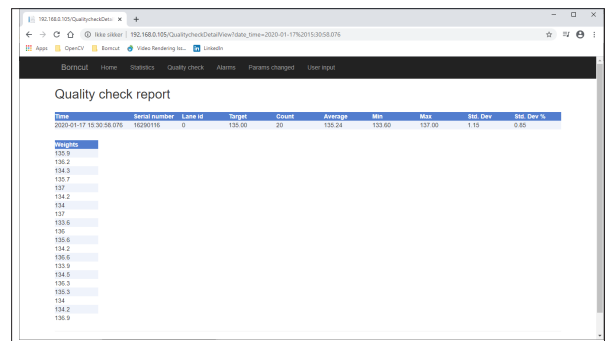 192.168.0.105/QualitycheckDetai
Ikke sikker | 192.168.0.105/QualitycheckDetailView?date_time=2020-01-17%2015:30:58.076
Apps OpenCV Borncut Video Rendering Iss... LinkedIn
Borncut Home Statistics Quality check Alarms Params changed User input
Quality check report
Time Serial number Lane id Target Count Average Min Max Std. Dev Std. Dev %
2020-01-17 15:30:58.076 16290116 0 135.00 20 135.24 133.60 137.00 1.15 0.85
Weights
135.9
136.2
134.3
135.7
137
134.2
134
137
133.6
136
135.6
134.2
136.6
133.9
134.5
136.3
135.3
134
134.2
136.9